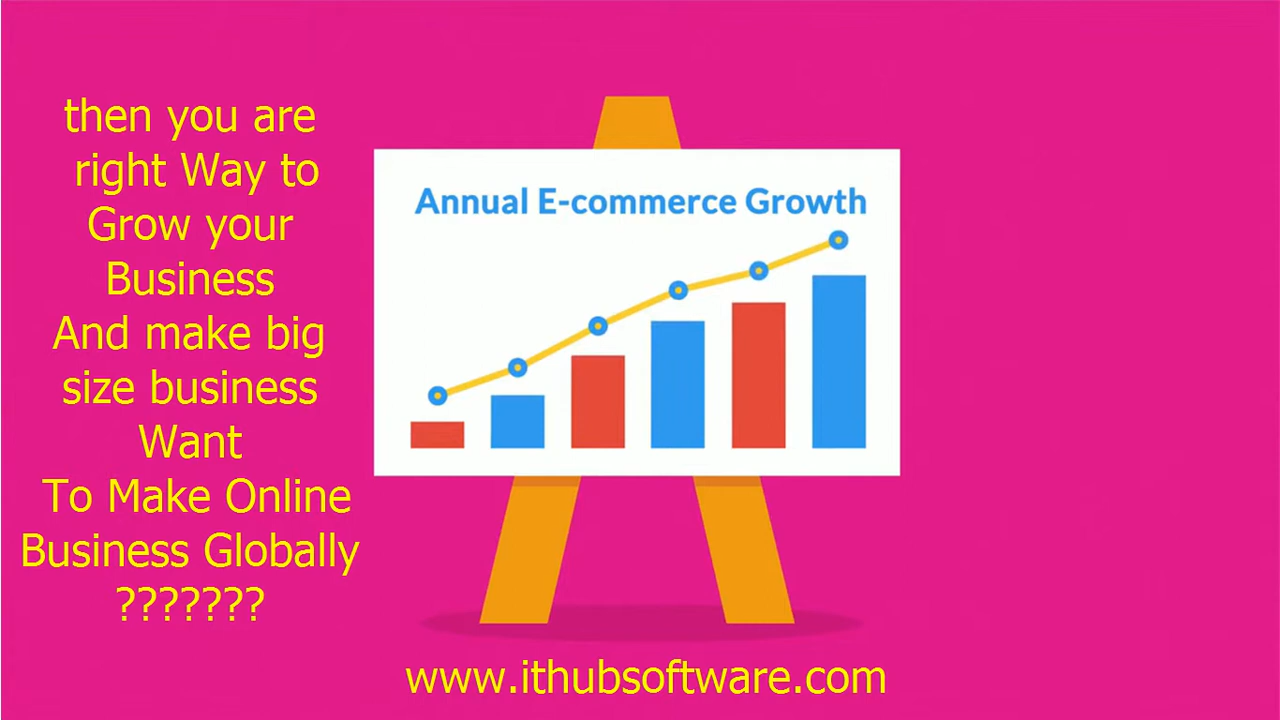 then you are
right Way to
Grow your
Business
And make big
size business
Want
To Make Online
Business Globally
???????
Annual E-commerce Growth
www.ithubsoftware.com